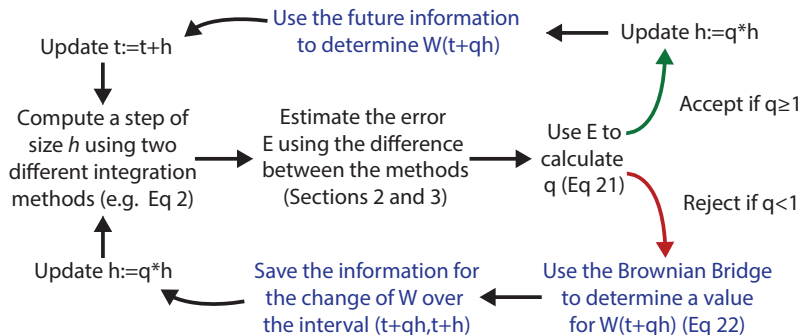 Use the future information
to determine W(t+qh)
Update h:=q*h
Update t:=t+h
Accept if q≥1
Compute a step of
size h using two
different integration
methods (e.g. Eq 2)
Estimate the error
E using the difference
between the methods
(Sections 2 and 3)
Use E to
calculate
q (Eq 21)
Reject if q<1
Update h:=q*h
Save the information for
the change of W over
the interval (t+qh,t+h)
Use the Brownian Bridge
to determine a value
for W(t+qh) (Eq 22)